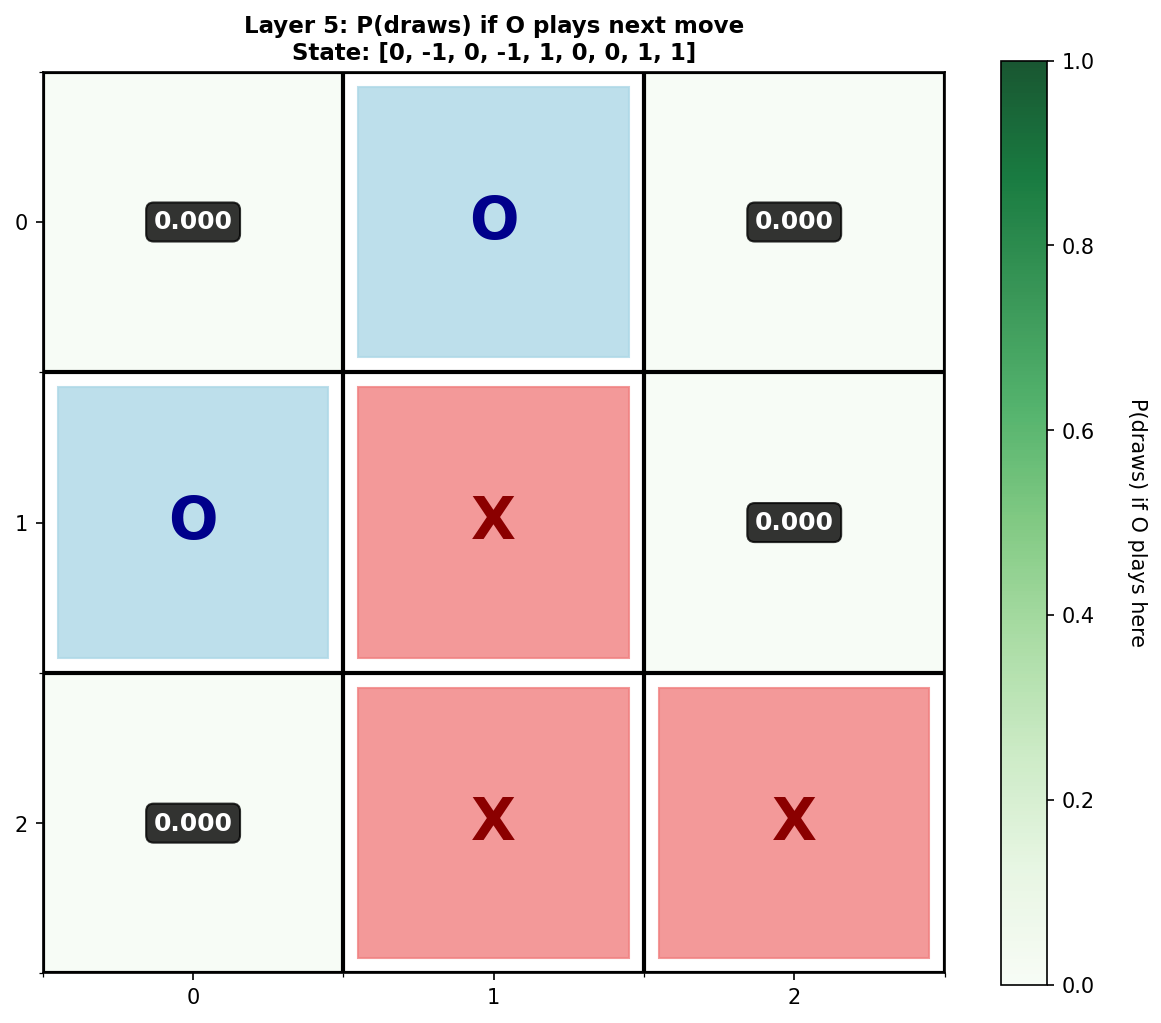 Layer 5: P(draws) if O plays next move
State: [0, -1, 0, -1, 1, 0, 0, 1, 1]
0.000
O
0.000
O
X
0.000
0.000
X
X
0
1
2
0
1
2
1.0
0.8
0.6
0.4
0.2
0.0
P(draws) if O plays here